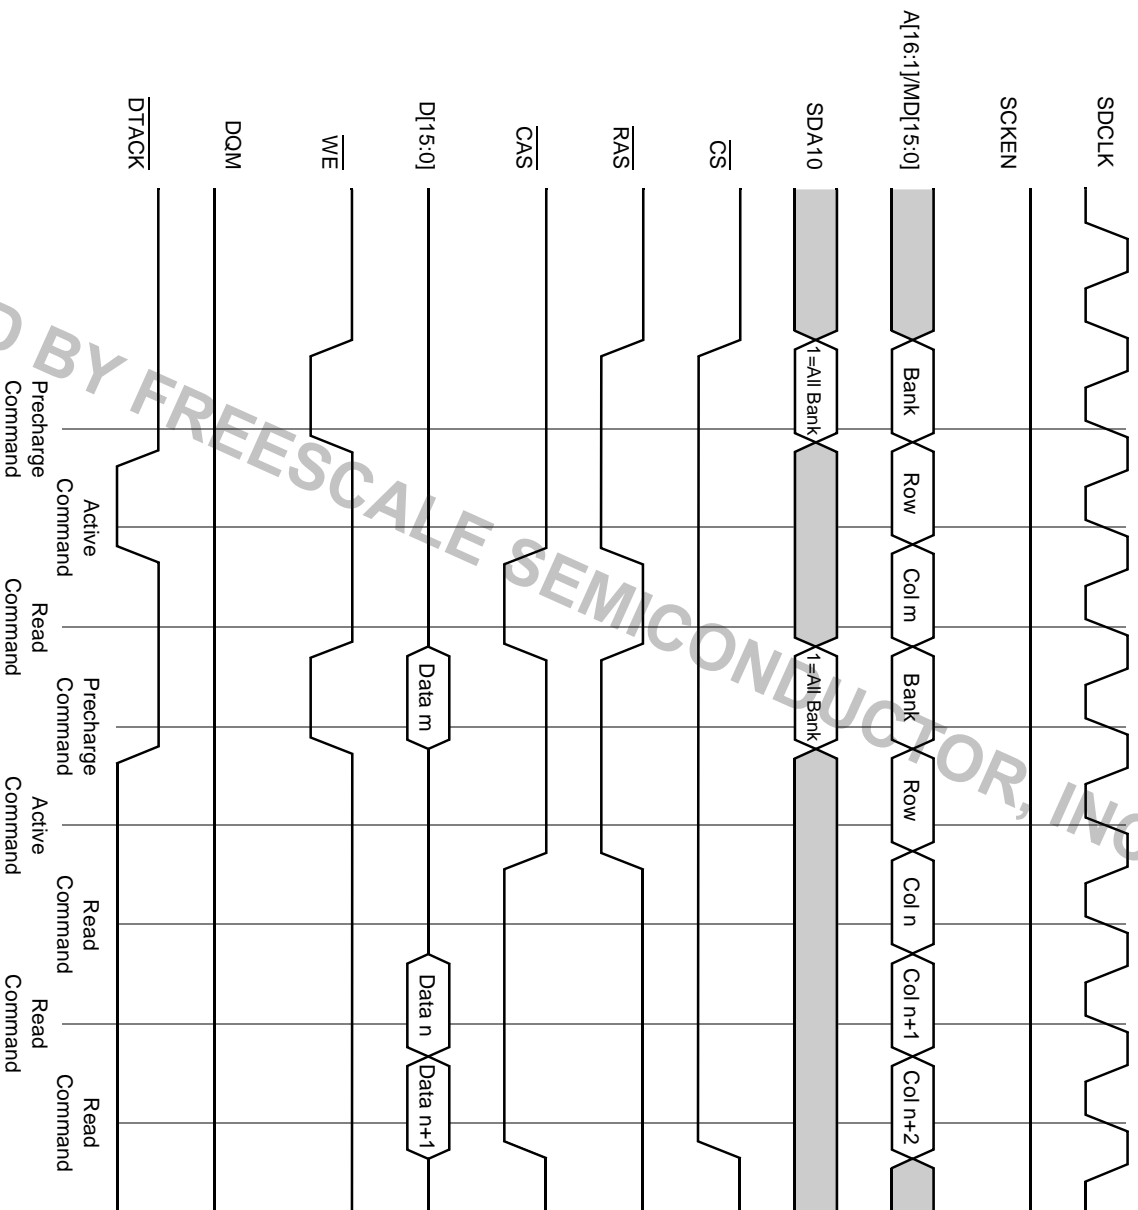 SDCLK
SCKEN
A[16:1]/MD[15:0]
Bank
Row
Col m
Bank
Row
Col n
Col n+1
Col n+2
SDA10
1=All Bank
1=All Bank
CS
RAS
CAS
D[15:0]
Data m
Data n
Data n+1
WE
DQM
DTACK
Precharge
Command
Active
Command
Read
Command
Precharge
Command
Active
Command
Read
Command
Read
Command
Read
Command
BY FREESCALE SEMICONDUCTOR, INC